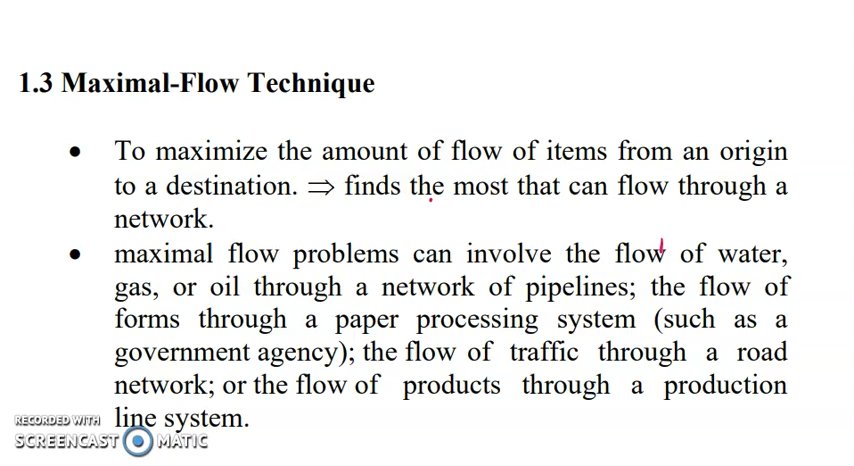 1.3 Maximal-Flow Technique
• To maximize the amount of flow of items from an origin
to a destination. ⇒ finds the most that can flow through a
network.
• maximal flow problems can involve the flow of water,
gas, or oil through a network of pipelines; the flow of
forms through a paper processing system (such as a
government agency); the flow of traffic through a road
network; or the flow of products through a production
line system.
RECORDED WITH
SCREENCAST MATIC